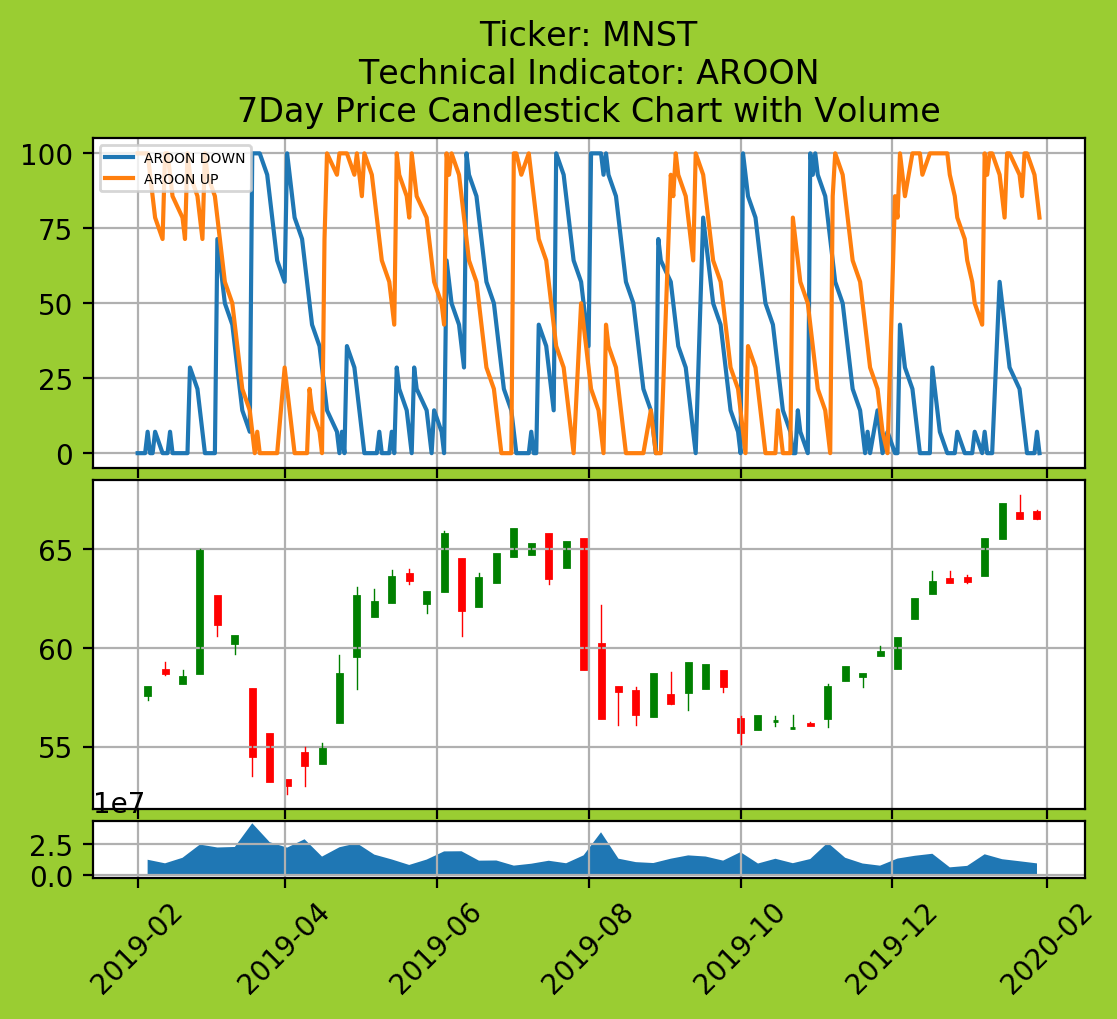 Ticker: MNST
Technical Indicator: AROON
7Day Price Candlestick Chart with Volume
AROON DOWN
AROON UP
100
75
50
25
0
65
60
55
1e7
2.5
0.0
2019-02
2019-04
2019-06
2019-08
2019-10
2019-12
2020-02